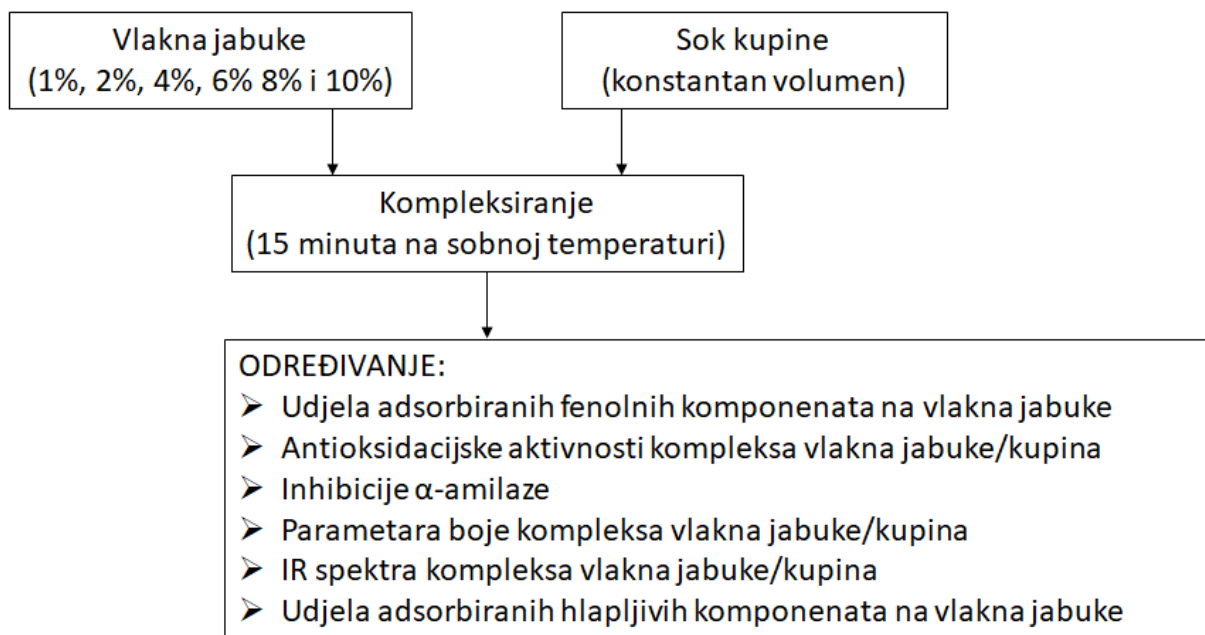 Vlakna jabuke
(1%, 2%, 4%, 6% 8% i 10%)
Sok kupine
(konstantan volumen)
Kompleksiranje
(15 minuta na sobnoj temperaturi)
ODREĐIVANJE:
➢ Udjela adsorbiranih fenolnih komponenata na vlakna jabuke
➢ Antioksidacijske aktivnosti kompleksa vlakna jabuke/kupina
➢ Inhibicije α-amilaze
➢ Parametara boje kompleksa vlakna jabuke/kupina
➢ IR spektra kompleksa vlakna jabuke/kupina
➢ Udjela adsorbiranih hlapljivih komponenata na vlakna jabuke